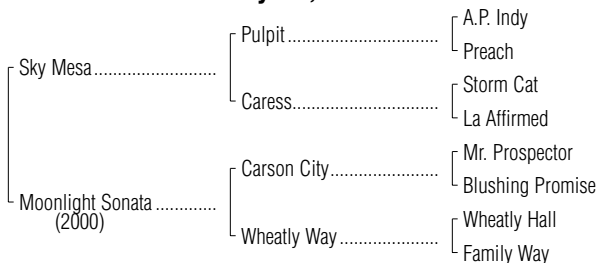 A.P. Indy
Pulpit
Preach
Sky Mesa
Storm Cat
Caress
La Affirmed
Mr. Prospector
Carson City
Blushing Promise
Moonlight Sonata
(2000)
Wheatly Hall
Wheatly Way
Family Way